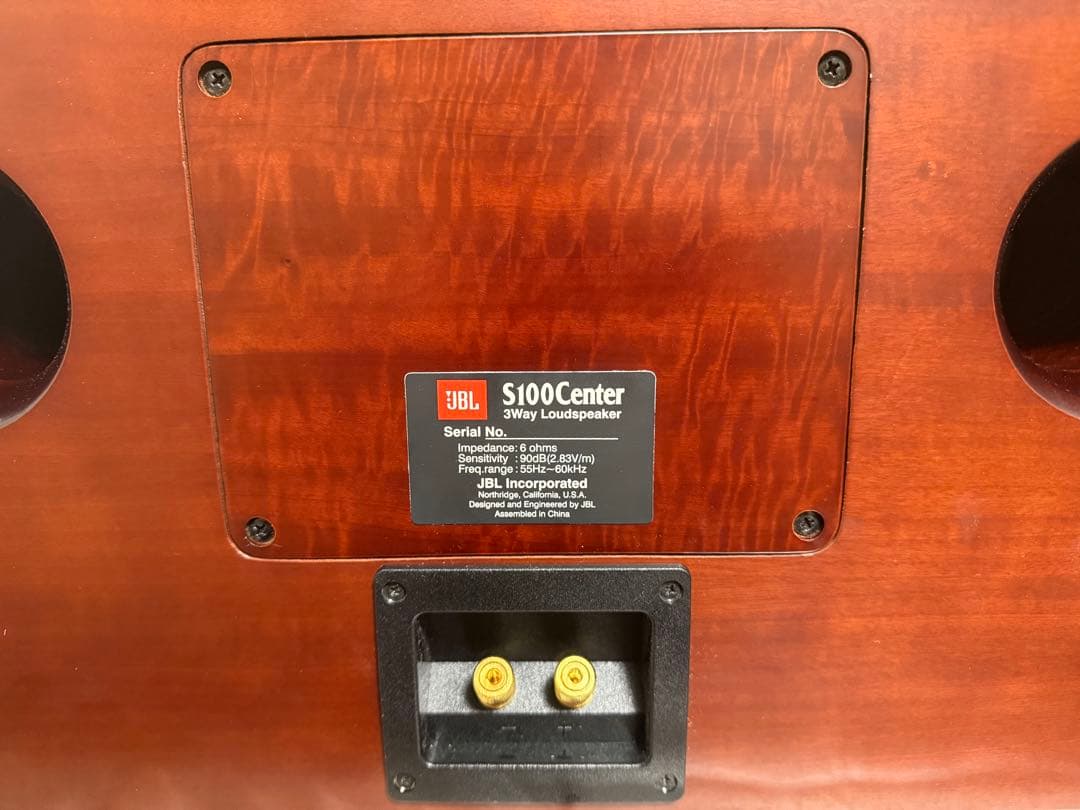 JBL S100Center
3Way Loudspeaker
Serial No.
Impedance: 6 ohms
Sensitivity : 90dB(2.83V/m)
Freq.range : 55Hz~60kHz
JBL Incorporated
Northridge, California, U.S.A.
Designed and Engineered by JBL
Assembled in China
− +